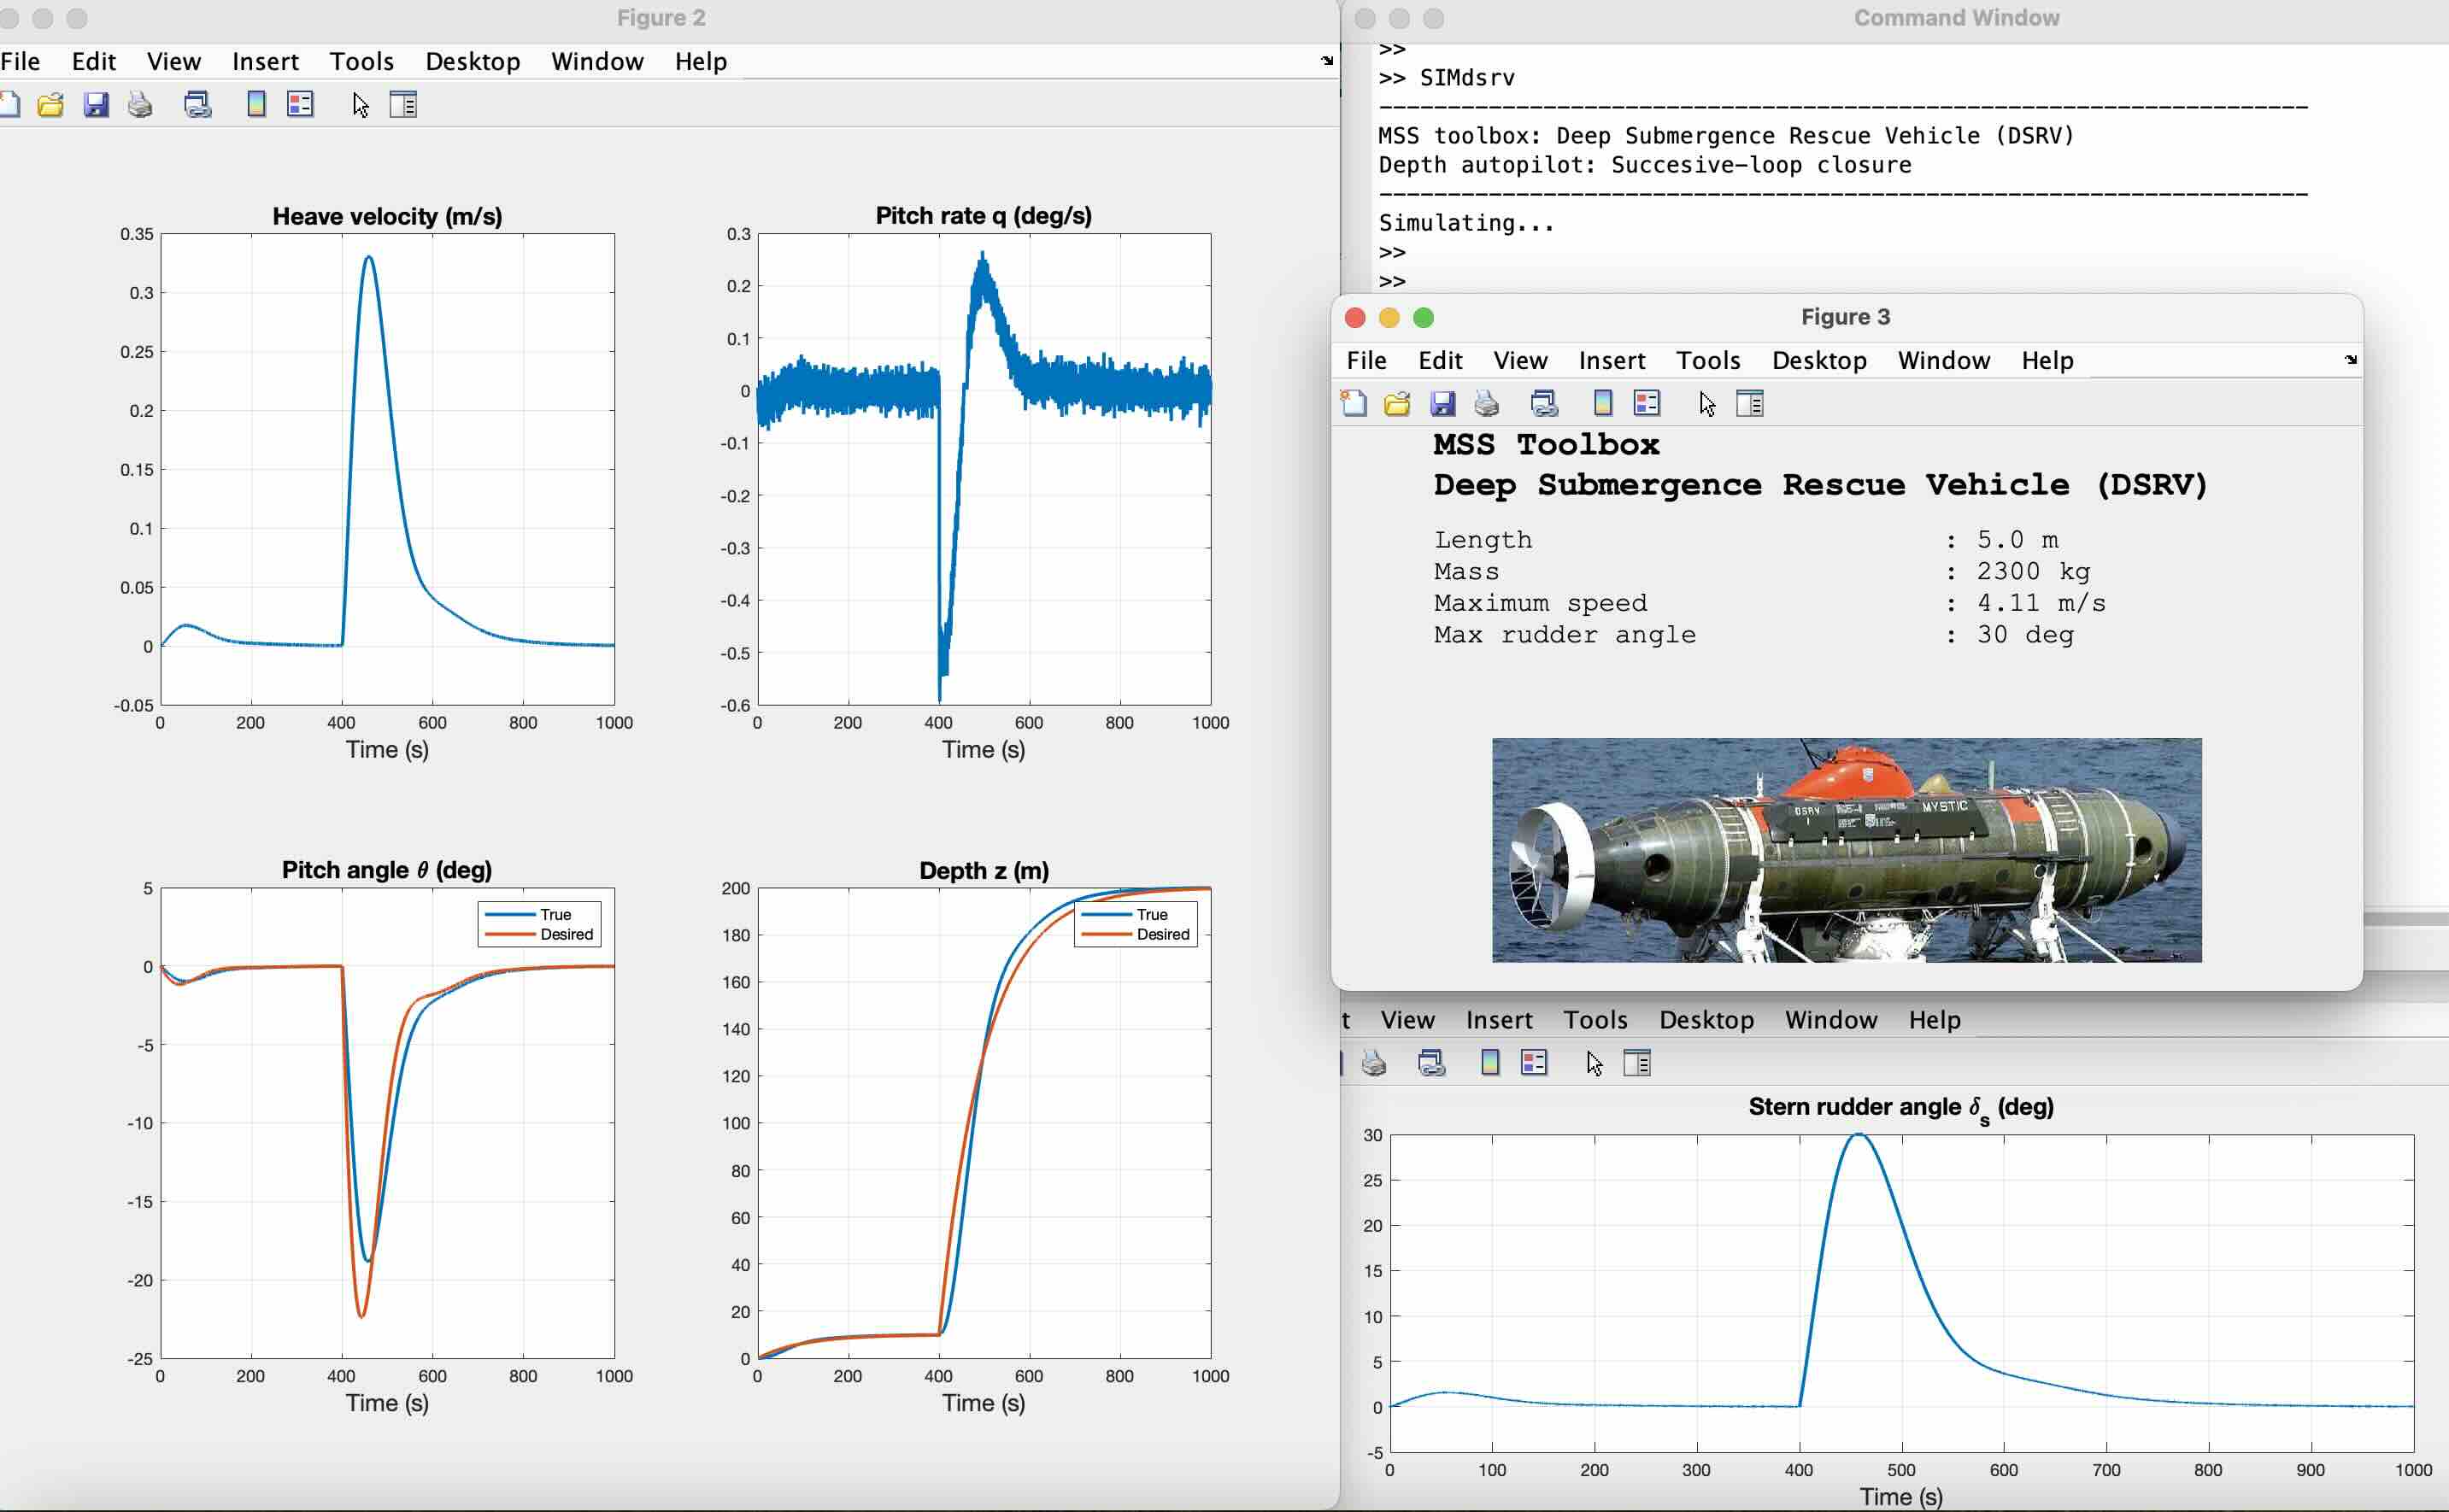 Figure 2
File Edit View Insert Tools Desktop Window Help
Heave velocity (m/s)
0.35
0.3
0.25
0.2
0.15
0.1
0.05
0
-0.05
0 200 400 600 800 1000
Time (s)
Pitch rate q (deg/s)
0.3
0.2
0.1
0
-0.1
-0.2
-0.3
-0.4
-0.5
-0.6
0 200 400 600 800 1000
Time (s)
Pitch angle θ (deg)
5
0
-5
-10
-15
-20
-25
True
Desired
0 200 400 600 800 1000
Time (s)
Depth z (m)
200
180
160
140
120
100
80
60
40
20
0
True
Desired
0 200 400 600 800 1000
Time (s)
Command Window
>>
>> SIMdsrv
MSS toolbox: Deep Submergence Rescue Vehicle (DSRV)
Depth autopilot: Succesive-loop closure
Simulating...
>>
>>
Figure 3
File Edit View Insert Tools Desktop Window Help
MSS Toolbox
Deep Submergence Rescue Vehicle (DSRV)
Length : 5.0 m
Mass : 2300 kg
Maximum speed : 4.11 m/s
Max rudder angle : 30 deg
DSRV
1
MYSTIC
t View Insert Tools Desktop Window Help
Stern rudder angle δs (deg)
30
25
20
15
10
5
0
-5
0 100 200 300 400 500 600 700 800 900 1000
Time (s)